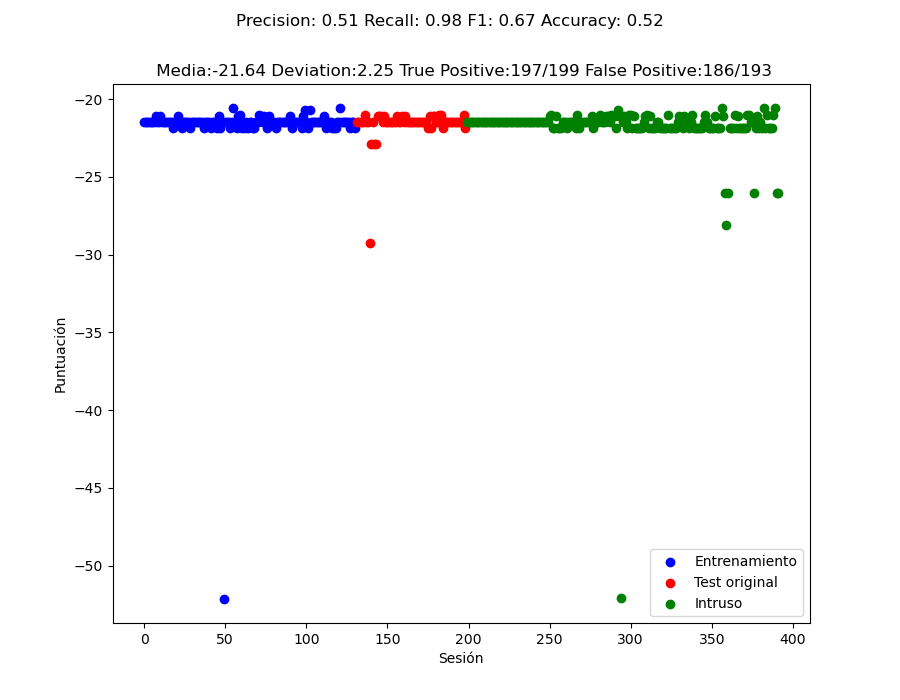 Precision: 0.51 Recall: 0.98 F1: 0.67 Accuracy: 0.52
Media:-21.64 Deviation:2.25 True Positive:197/199 False Positive:186/193
−20
−25
−30
−35
−40
−45
−50
Puntuación
0 50 100 150 200 250 300 350 400
Sesión
Entrenamiento
Test original
Intruso